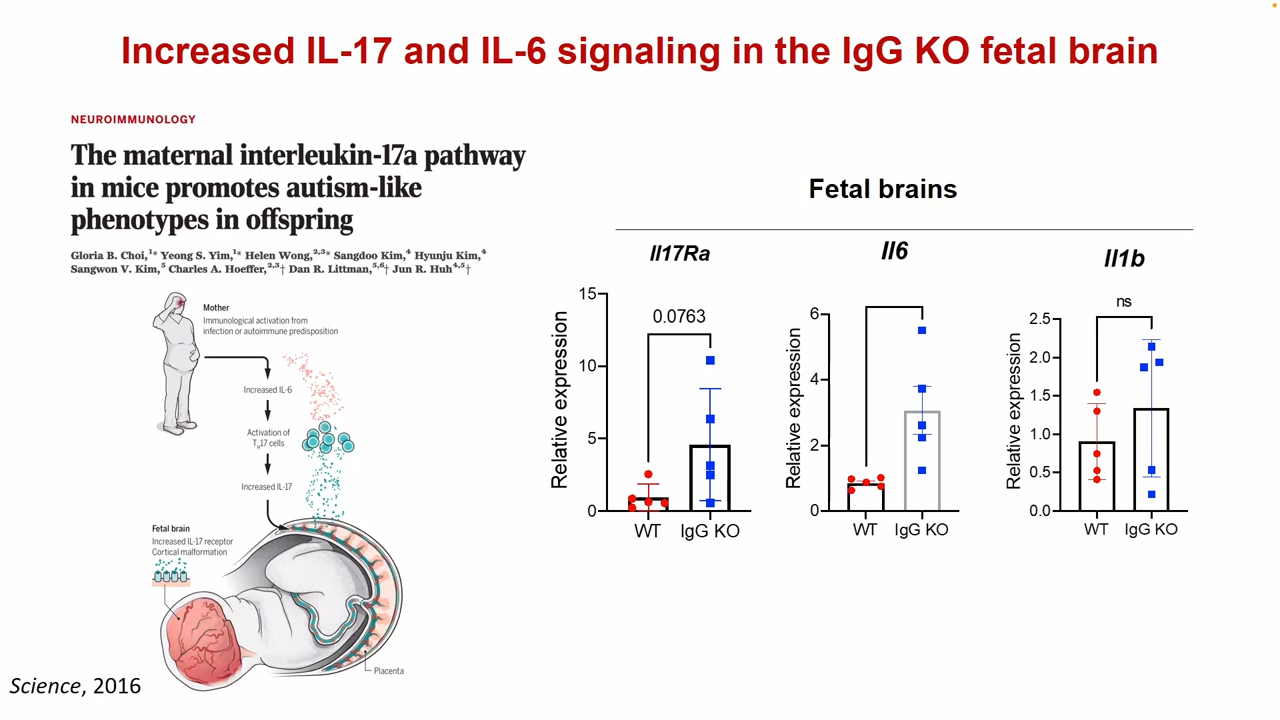 Increased IL-17 and IL-6 signaling in the IgG KO fetal brain
NEUROIMMUNOLOGY
The maternal interleukin-17a pathway
in mice promotes autism-like
phenotypes in offspring
Gloria B. Choi,¹* Yeong S. Yim,¹* Helen Wong,²,³* Sangdoo Kim,⁴ Hyunju Kim,⁴
Sangwon V. Kim,⁵ Charles A. Hoeffer,²,³† Dan R. Littman,⁵,⁶† Jun R. Huh⁴,⁵†
Mother
Immunological activation from
infection or autoimmune predisposition
Increased IL-6
Activation of
TH17 cells
Increased IL-17
Fetal brain
Increased IL-17 receptor
Cortical malformation
Placenta
Science, 2016
Fetal brains
Il17Ra
Relative expression
15
10
5
0
0.0763
WT IgG KO
Il6
Relative expression
6
4
2
0
WT IgG KO
Il1b
Relative expression
2.5
2.0
1.5
1.0
0.5
0.0
ns
WT IgG KO